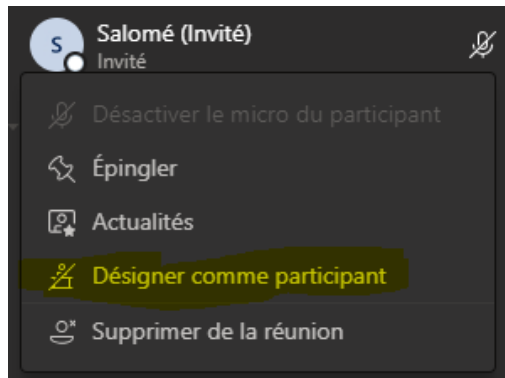 S
Salomé (Invité)
Invité
Désactiver le micro du participant
Épingler
Actualités
Désigner comme participant
Supprimer de la réunion